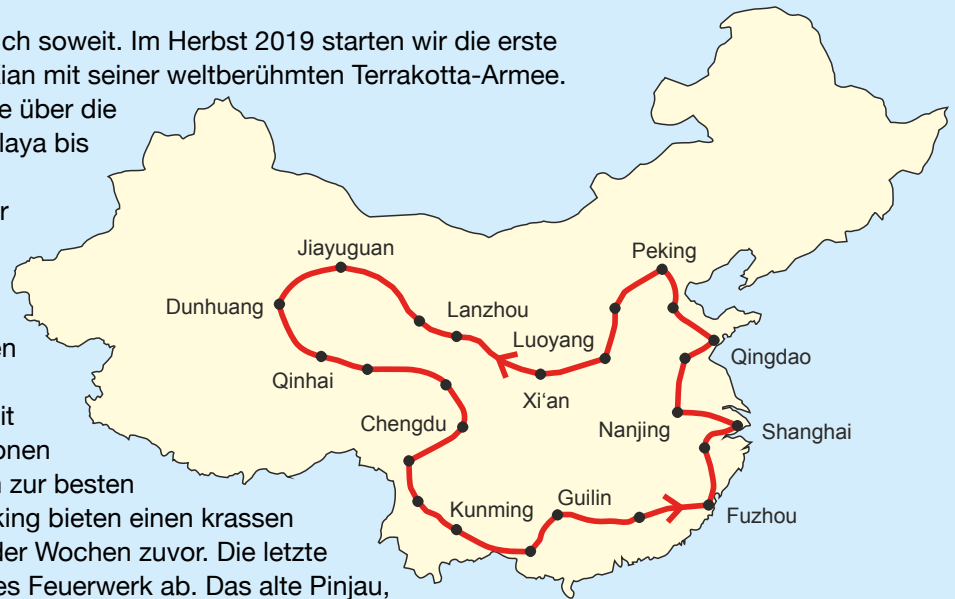 ch soweit. Im Herbst 2019 starten wir die erste
ian mit seiner weltberühmten Terrakotta-Armee.
e über die
laya bis
r
en
it
onen
n zur besten
king bieten einen krassen
der Wochen zuvor. Die letzte
es Feuerwerk ab. Das alte Pinjau,
Jiayuguan
Peking
Dunhuang
Lanzhou
Luoyang
Qingdao
Qinhai
Xi‘an
Chengdu
Nanjing
Shanghai
Kunming
Guilin
Fuzhou